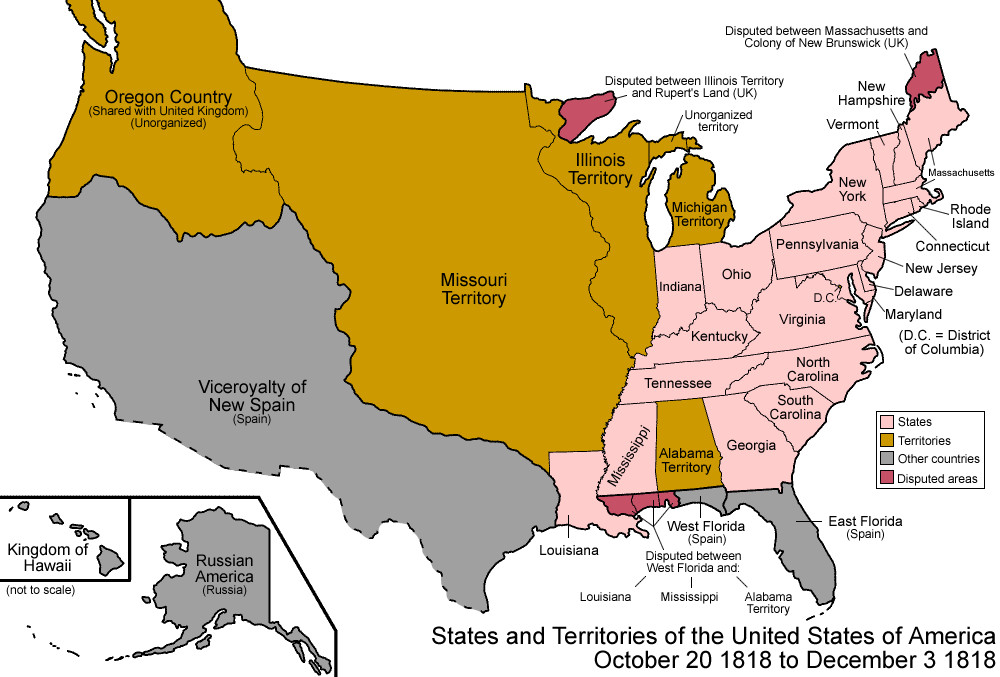 Disputed between Massachusetts and
Colony of New Brunswick (UK)
Disputed between Illinois Territory
and Rupert's Land (UK)
Oregon Country
(Shared with United Kingdom)
(Unorganized)
New
Hampshire
Unorganized
territory
Vermont
Illinois
Territory
Massachusetts
New
York
Michigan
Territory
Rhode
Island
Pennsylvania
Connecticut
Ohio
New Jersey
Missouri
Territory
Indiana
Delaware
D.C.
Maryland
Virginia
(D.C. = District
of Columbia)
Kentucky
North
Carolina
Tennessee
Viceroyalty of
New Spain
(Spain)
South
Carolina
States
Territories
Other countries
Disputed areas
Mississippi
Alabama
Territory
Georgia
West Florida
(Spain)
East Florida
(Spain)
Louisiana
Kingdom of
Hawaii
(not to scale)
Russian
America
(Russia)
Disputed between
West Florida and:
Louisiana
Mississippi
Alabama
Territory
States and Territories of the United States of America
October 20 1818 to December 3 1818